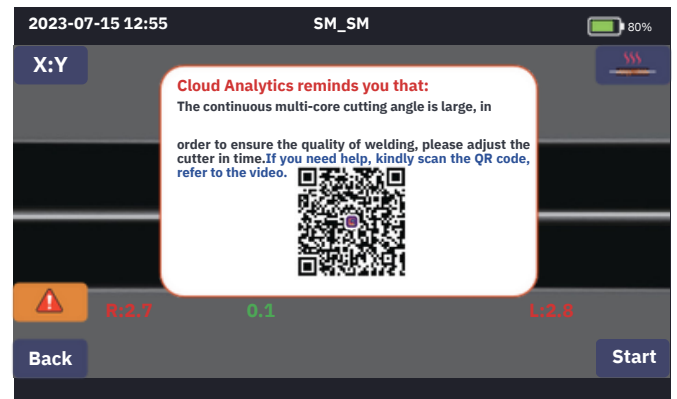 2023-07-15 12:55
SM_SM
80%
X:Y
Cloud Analytics reminds you that:
The continuous multi-core cutting angle is large, in
order to ensure the quality of welding, please adjust the
cutter in time.If you need help, kindly scan the QR code,
refer to the video.
R:2.7
0.1
L:2.8
Back
Start